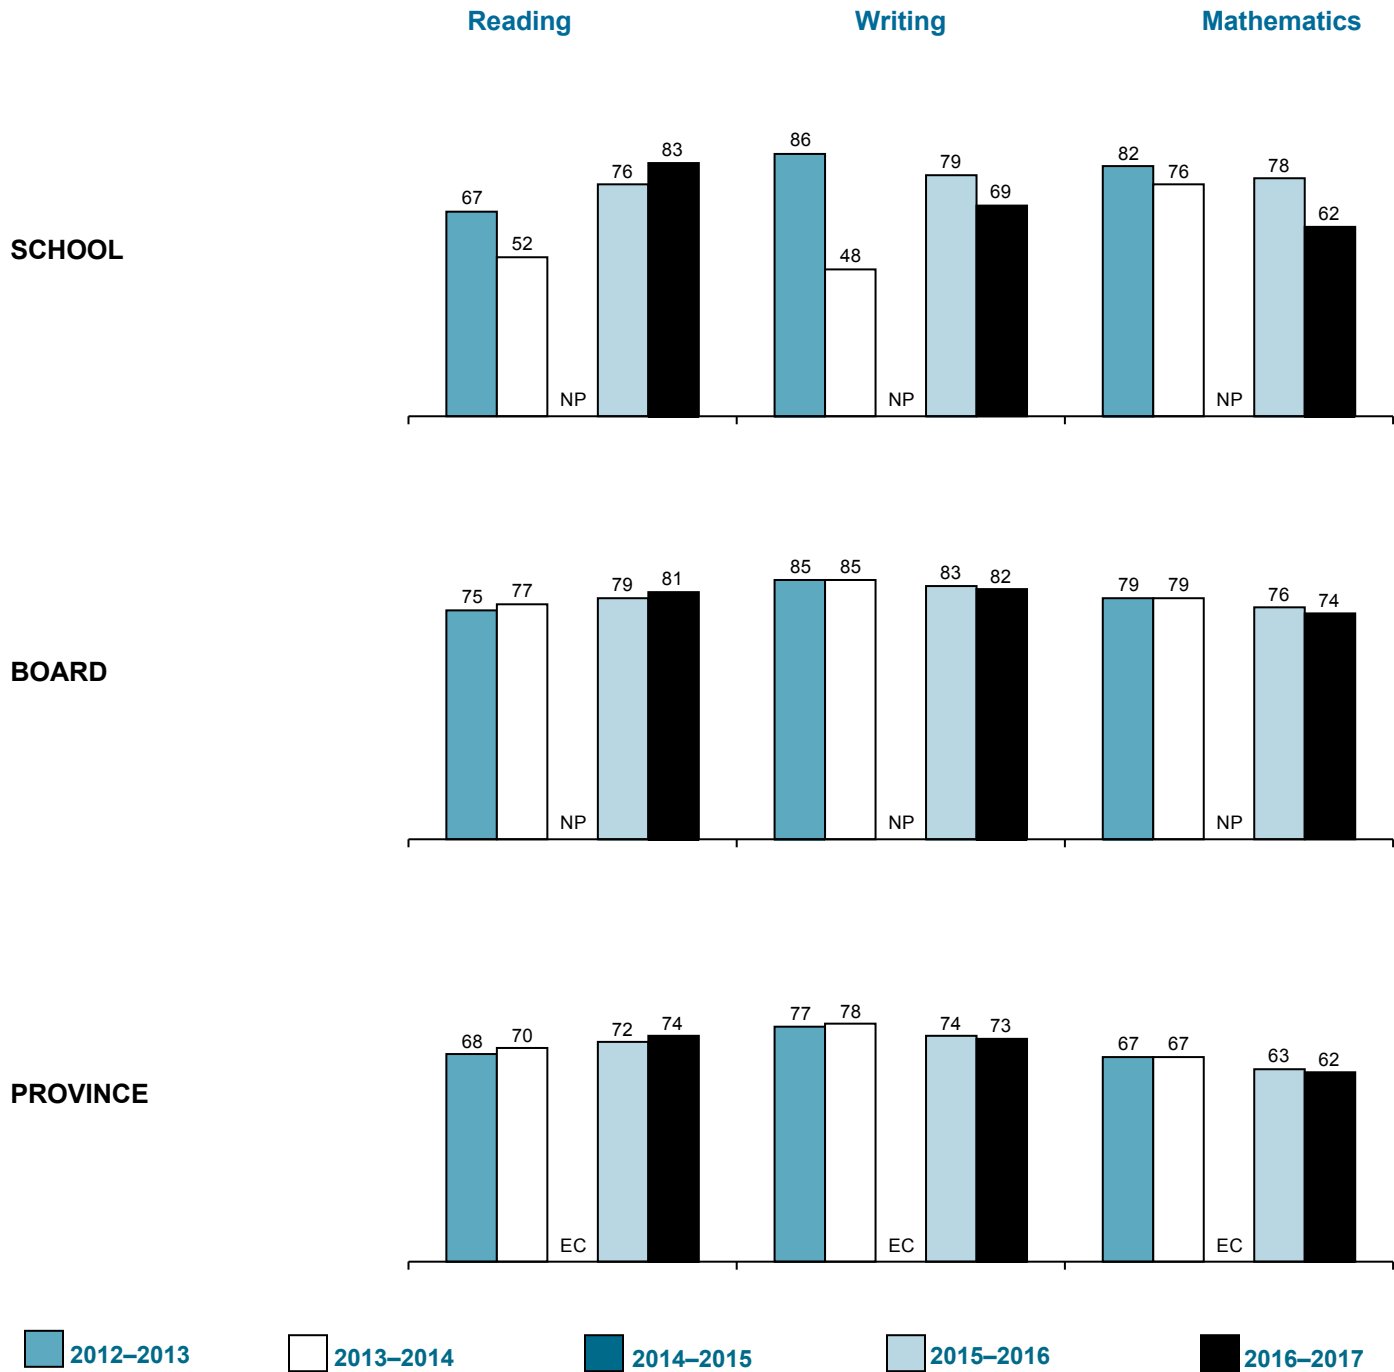 Reading Writing Mathematics
SCHOOL
67 52 NP 76 83 86 48 NP 79 69 82 76 NP 78 62
BOARD
75 77 NP 79 81 85 85 NP 83 82 79 79 NP 76 74
PROVINCE
68 70 EC 72 74 77 78 EC 74 73 67 67 EC 63 62
2012–2013 2013–2014 2014–2015 2015–2016 2016–2017